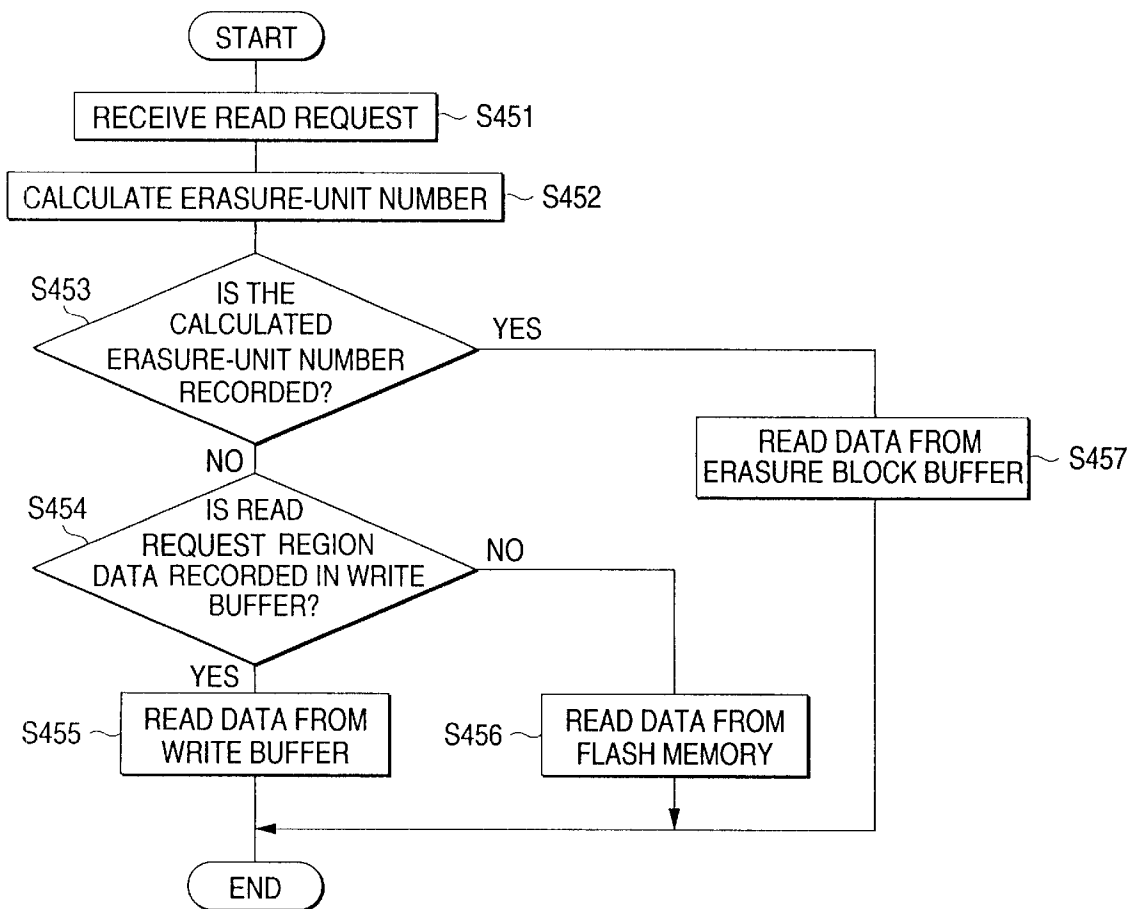 START
RECEIVE READ REQUEST
S451
CALCULATE ERASURE-UNIT NUMBER
S452
S453
IS THE
CALCULATED
ERASURE-UNIT NUMBER
RECORDED?
YES
NO
READ DATA FROM
ERASURE BLOCK BUFFER
S457
S454
IS READ
REQUEST REGION
DATA RECORDED IN WRITE
BUFFER?
NO
YES
S455
READ DATA FROM
WRITE BUFFER
S456
READ DATA FROM
FLASH MEMORY
END